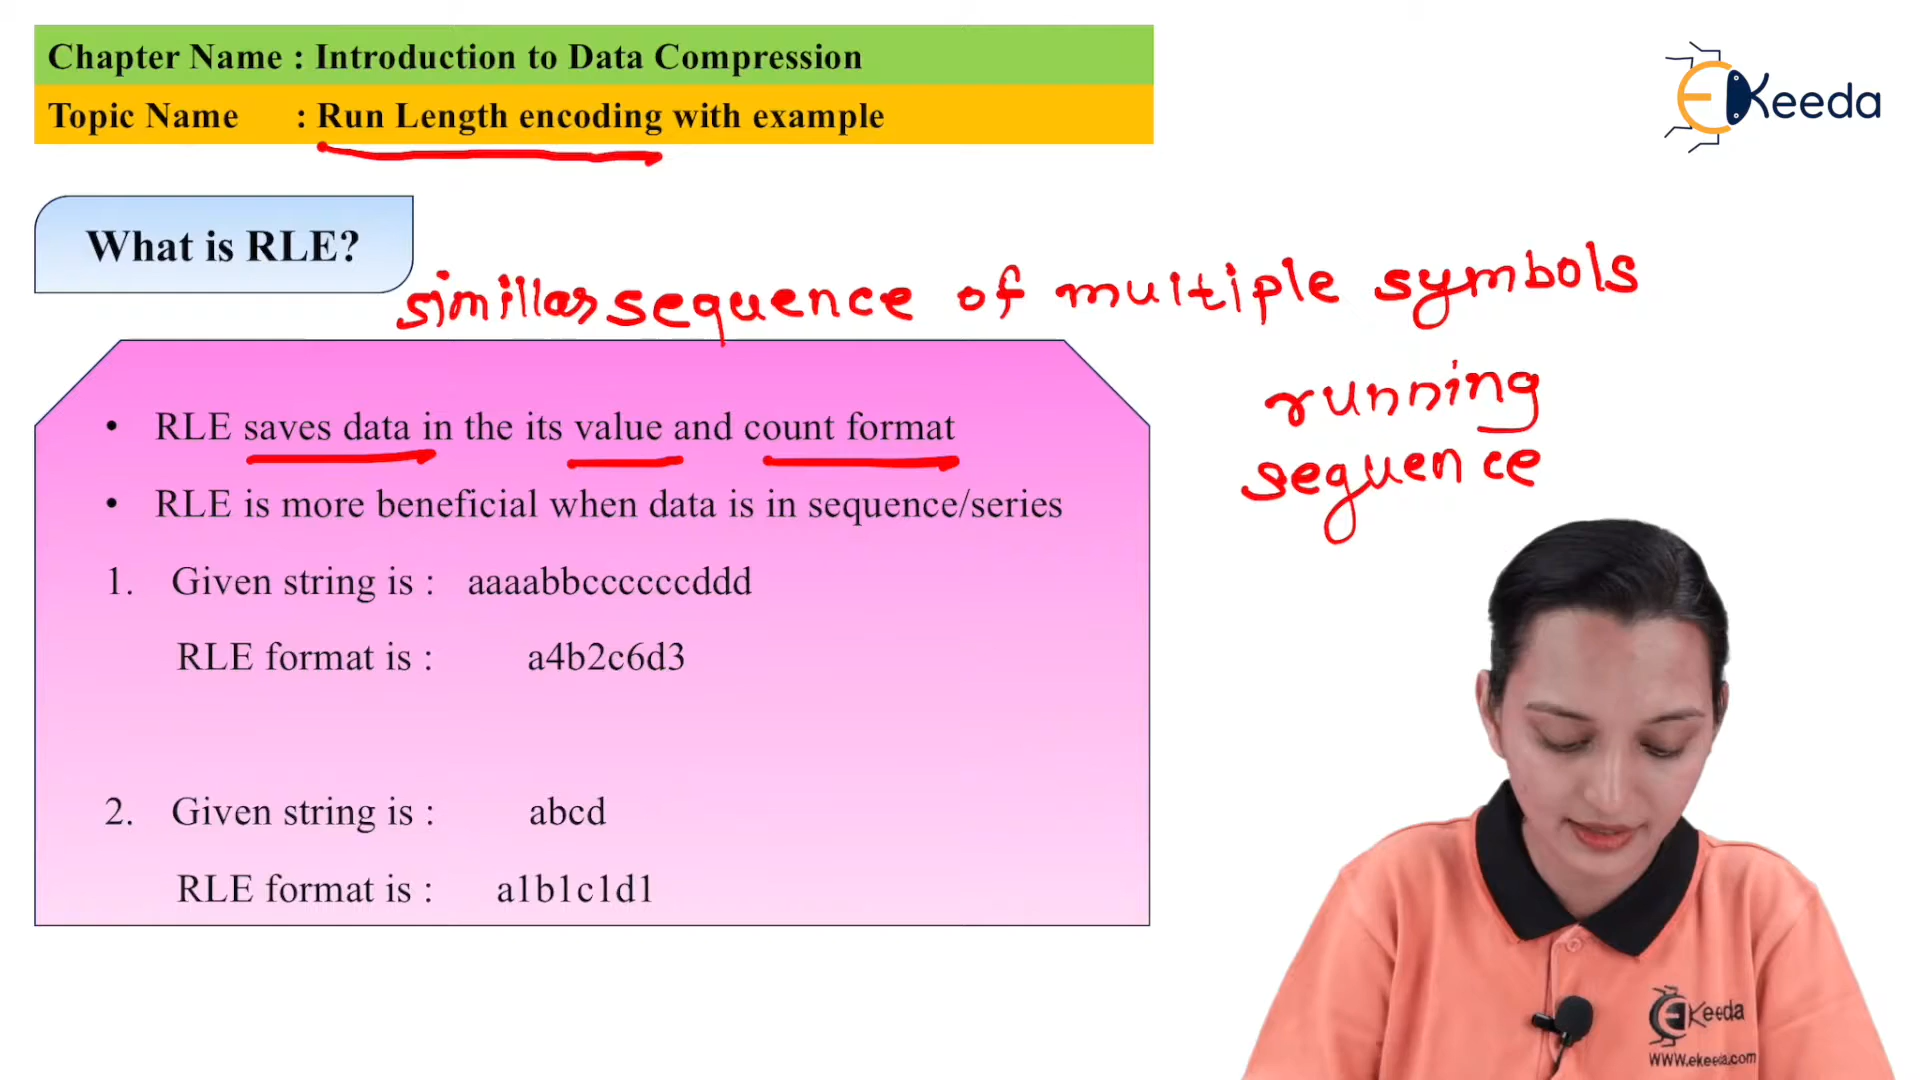 Chapter Name : Introduction to Data Compression
Topic Name : Run Length encoding with example
EKeeda
What is RLE?
simillar sequence of multiple symbols
running
sequence
• RLE saves data in the its value and count format
• RLE is more beneficial when data is in sequence/series
1. Given string is : aaaabbccccccddd
RLE format is : a4b2c6d3
2. Given string is : abcd
RLE format is : a1b1c1d1
EKeeda
www.ekeeda.com